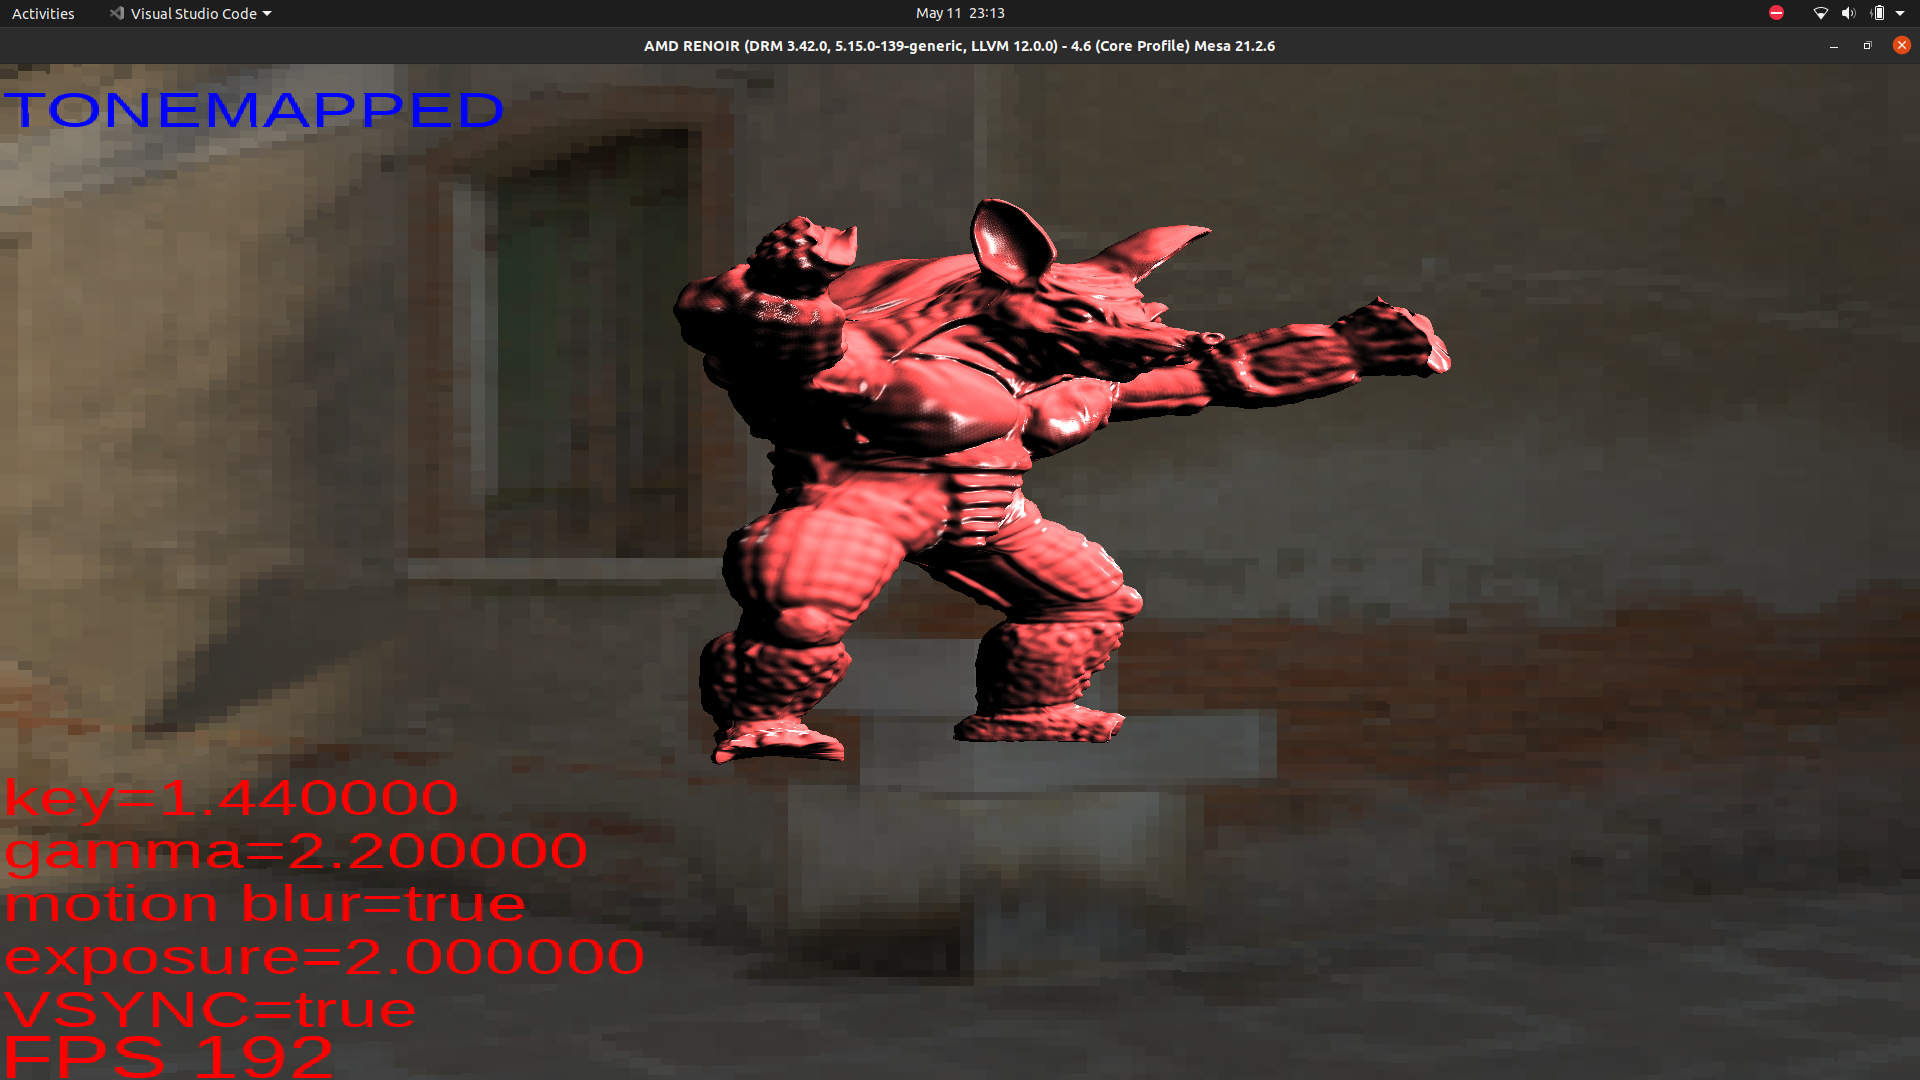 Activities
Visual Studio Code
May 11 23:13
AMD RENOIR (DRM 3.42.0, 5.15.0-139-generic, LLVM 12.0.0) - 4.6 (Core Profile) Mesa 21.2.6
TONEMAPPED
key=1.440000
gamma=2.200000
motion blur=true
exposure=2.000000
VSYNC=true
FPS 192